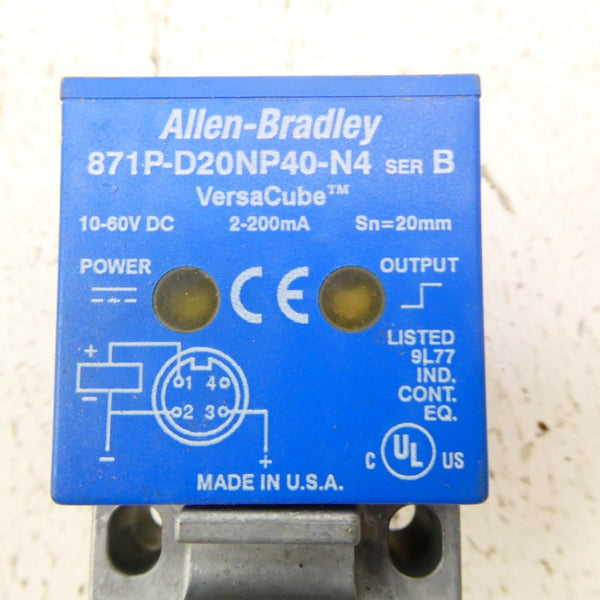 Allen-Bradley
871P-D20NP40-N4 SER B
VersaCube™
10-60V DC 2-200mA Sn=20mm
POWER OUTPUT
CE
LISTED
9L77
IND.
CONT.
EQ.
+
-
1 4
2 3
- +
C UL US
MADE IN U.S.A.